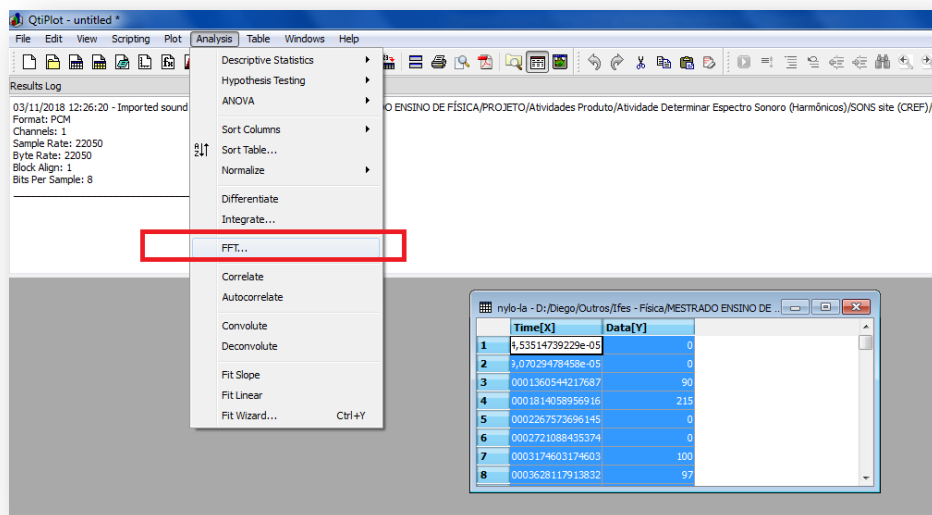 QtiPlot - untitled *
File Edit View Scripting Plot Analysis Table Windows Help
Results Log
03/11/2018 12:26:20 - Imported sound
O ENSINO DE FÍSICA/PROJETO/Atividades Produto/Atividade Determinar Espectro Sonoro (Harmônicos)/SONS site (CREF)/
Format: PCM
Channels: 1
Sample Rate: 22050
Byte Rate: 22050
Block Align: 1
Bits Per Sample: 8
Descriptive Statistics
Hypothesis Testing
ANOVA
Sort Columns
Sort Table...
Normalize
Differentiate
Integrate...
FFT...
Correlate
Autocorrelate
Convolute
Deconvolute
Fit Slope
Fit Linear
Fit Wizard... Ctrl+Y
nylo-la - D:/Diego/Outros/Ifes - Física/MESTRADO ENSINO DE ...
Time[X] Data[Y]
1 ,53514739229e-05 0
2 ,07029478458e-05 0
3 0001360544217687 90
4 0001814058956916 215
5 0002267573696145 0
6 0002721088435374 0
7 0003174603174603 100
8 0003628117913832 97